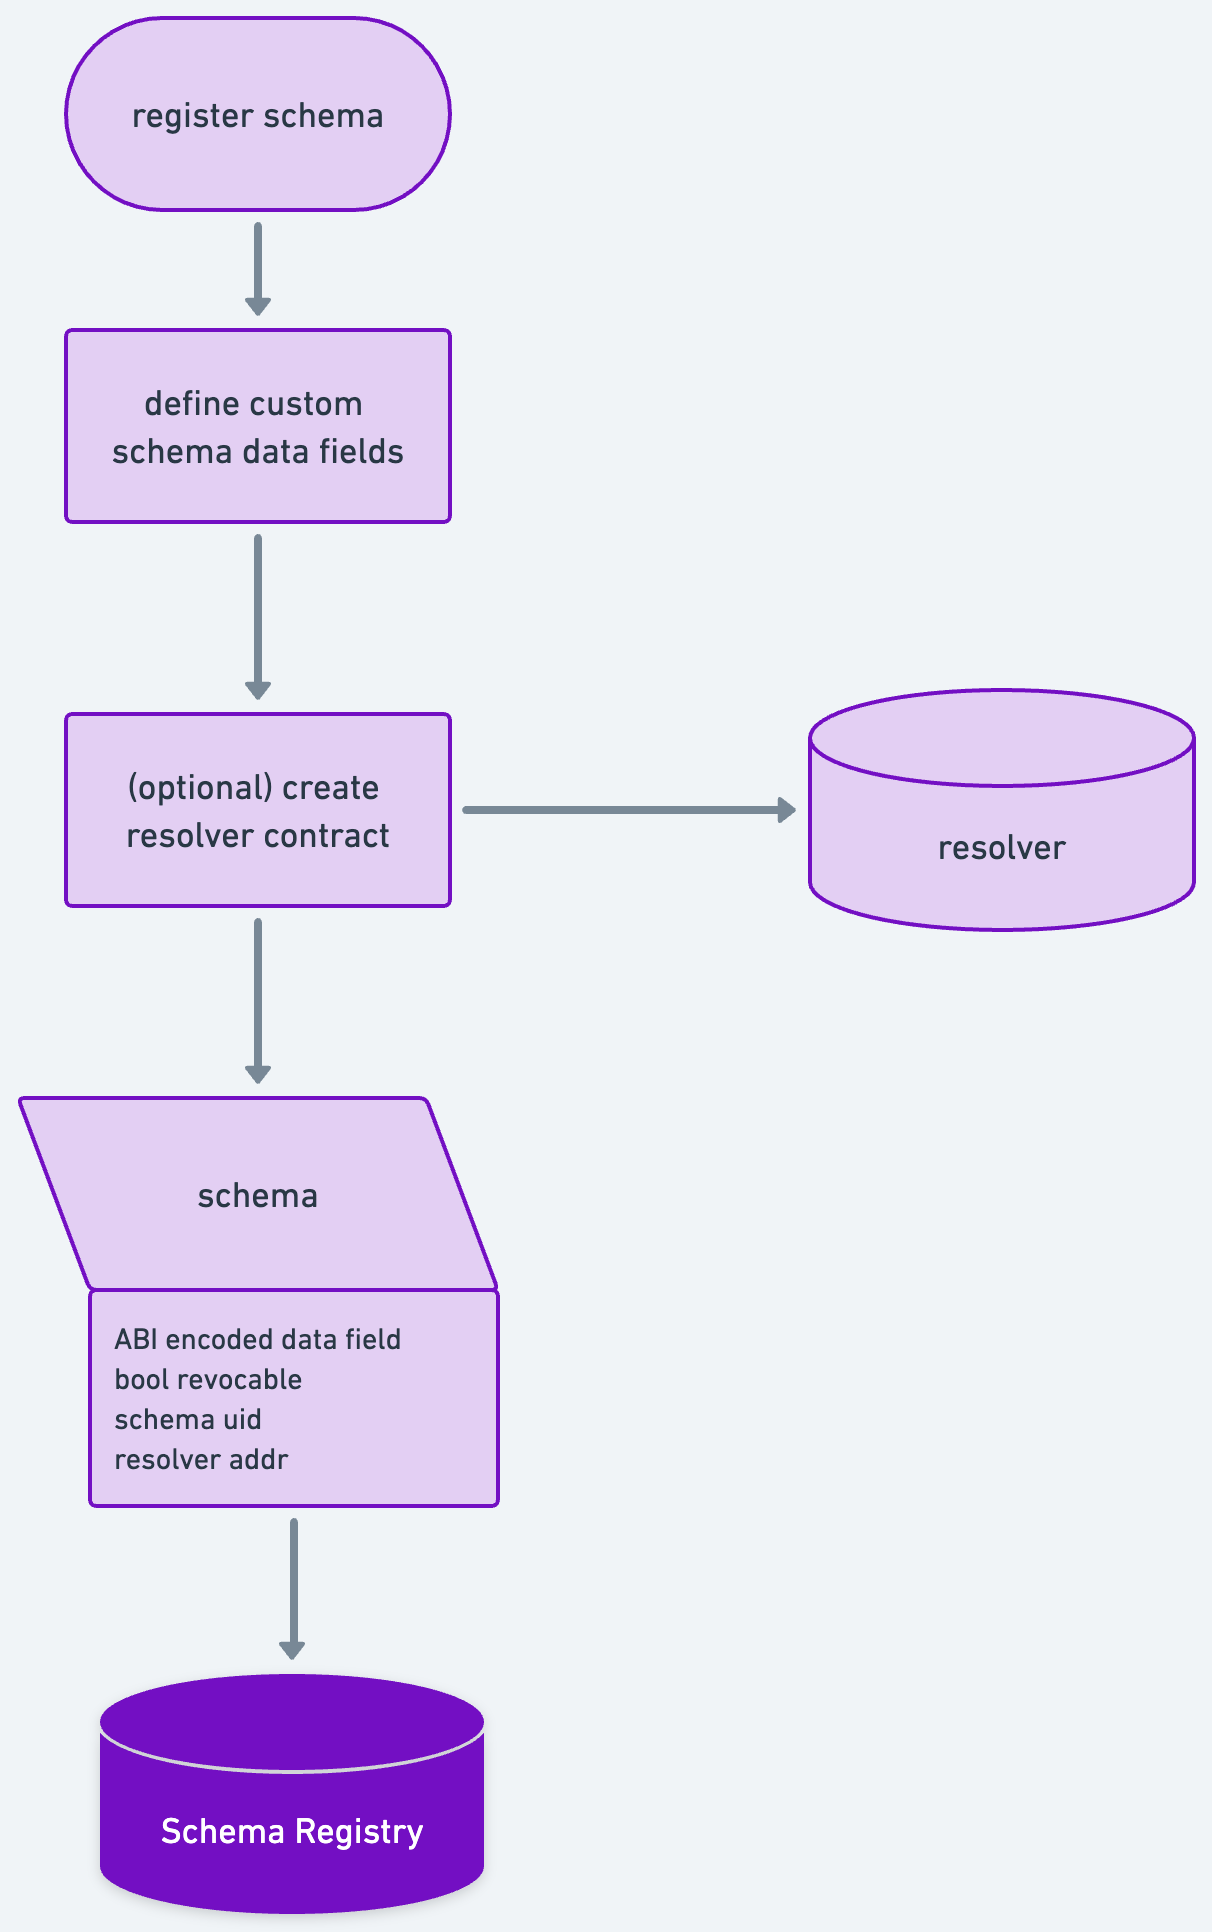 register schema
define custom
schema data fields
(optional) create
resolver contract
resolver
schema
ABI encoded data field
bool revocable
schema uid
resolver addr
Schema Registry